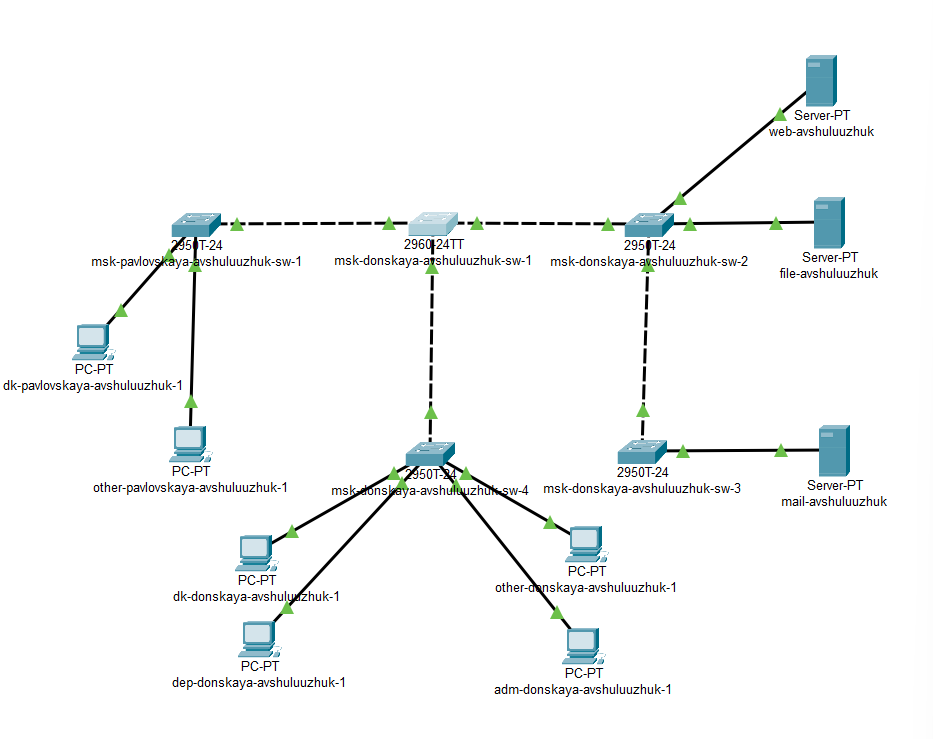 Server-PT
web-avshuluuzhuk
2950T-24
msk-pavlovskaya-avshuluuzhuk-sw-1
2960-24TT
msk-donskaya-avshuluuzhuk-sw-1
2950T-24
msk-donskaya-avshuluuzhuk-sw-2
Server-PT
file-avshuluuzhuk
PC-PT
dk-pavlovskaya-avshuluuzhuk-1
PC-PT
other-pavlovskaya-avshuluuzhuk-1
2950T-24
msk-donskaya-avshuluuzhuk-sw-4
2950T-24
msk-donskaya-avshuluuzhuk-sw-3
Server-PT
mail-avshuluuzhuk
PC-PT
dk-donskaya-avshuluuzhuk-1
PC-PT
other-donskaya-avshuluuzhuk-1
PC-PT
dep-donskaya-avshuluuzhuk-1
PC-PT
adm-donskaya-avshuluuzhuk-1